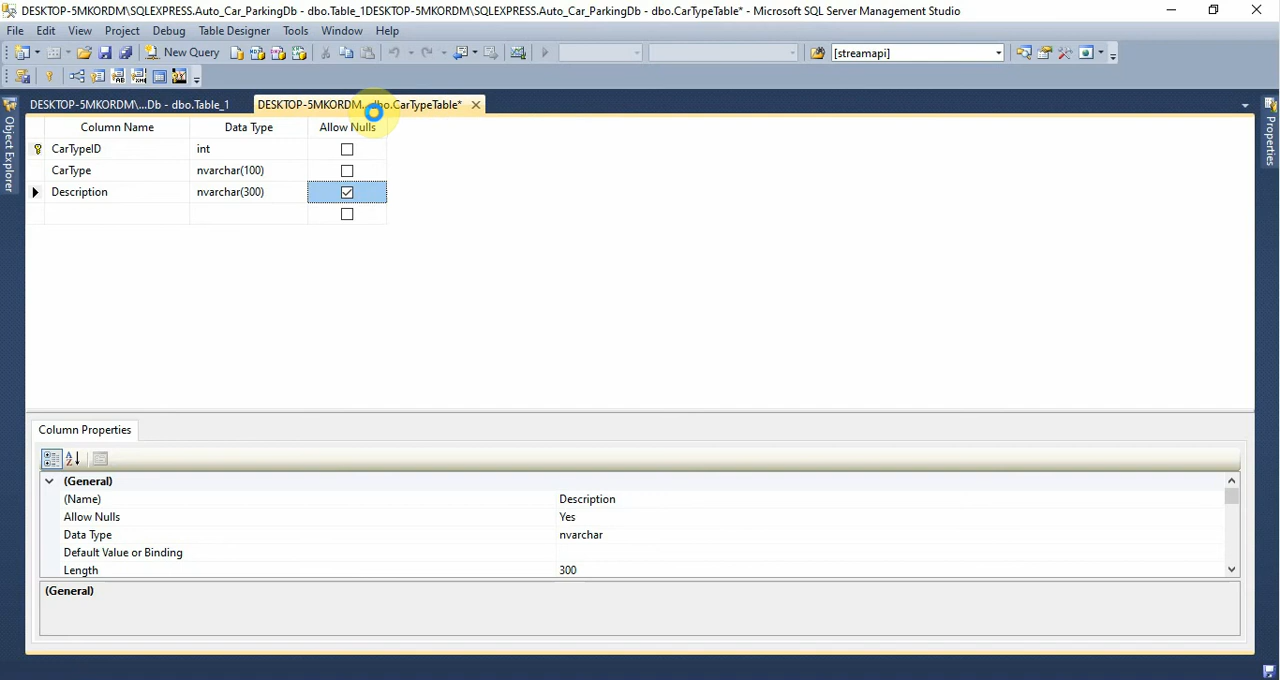 DESKTOP-5MKORDM\SQLEXPRESS.Auto_Car_ParkingDb - dbo.Table_1DESKTOP-5MKORDM\SQLEXPRESS.Auto_Car_ParkingDb - dbo.CarTypeTable* - Microsoft SQL Server Management Studio
File Edit View Project Debug Table Designer Tools Window Help
New Query [streamapi]
DESKTOP-5MKORDM\...Db - dbo.Table_1 DESKTOP-5MKORDM...dbo.CarTypeTable*
Object Explorer
Properties
Column Name Data Type Allow Nulls
CarTypeID int
CarType nvarchar(100)
Description nvarchar(300)
Column Properties
(General)
(Name) Description
Allow Nulls Yes
Data Type nvarchar
Default Value or Binding
Length 300
(General)